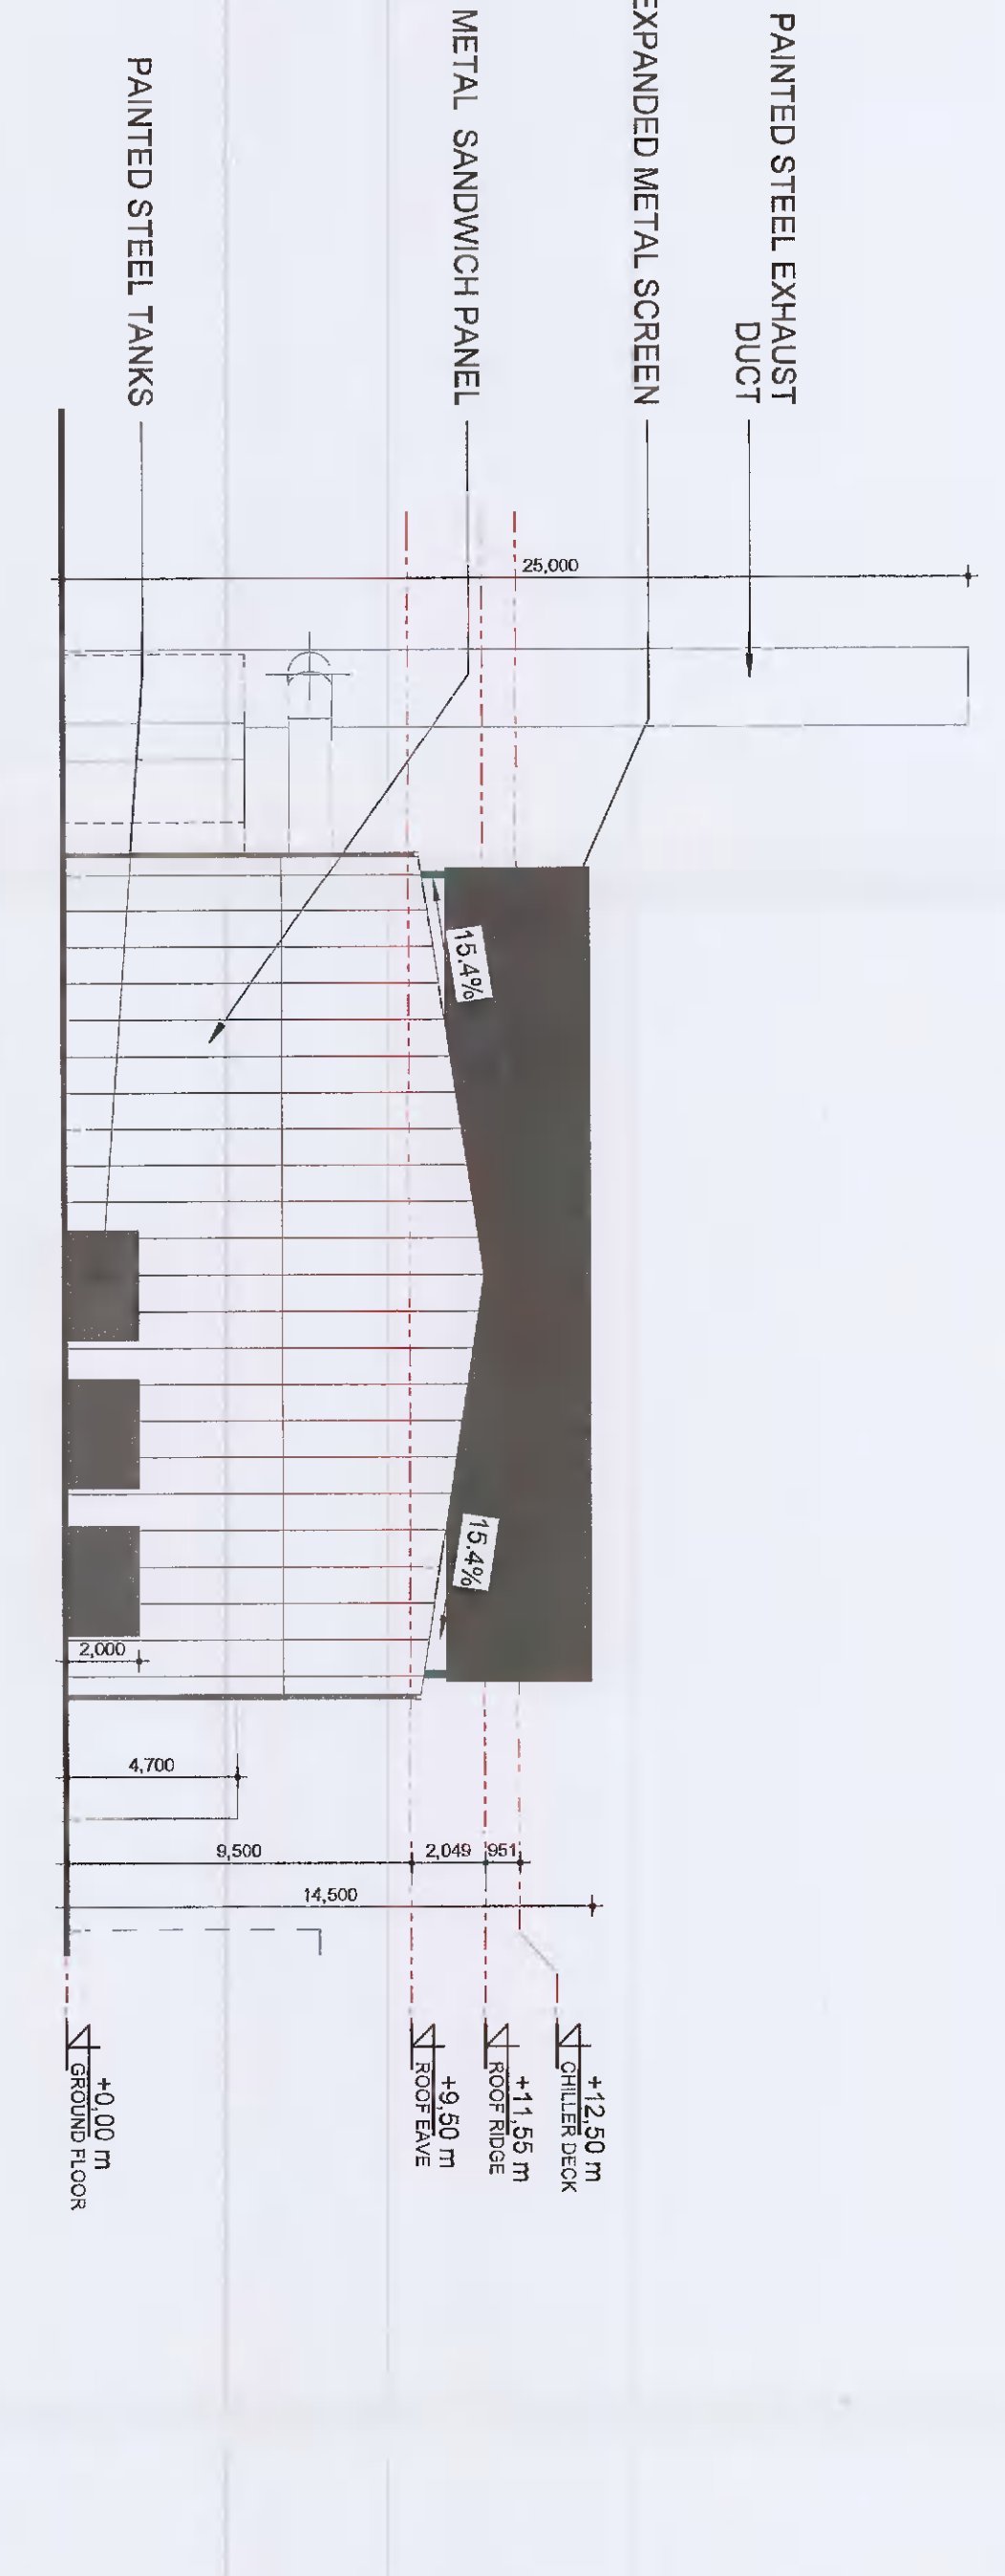 PAINTED STEEL EXHAUST
DUCT
EXPANDED METAL SCREEN
METAL SANDWICH PANEL
PAINTED STEEL TANKS
25,000
15.4%
15.4%
2,000
4,700
9,500
2,049
951
14,500
+12,50 m
CHILLER DECK
+11,55 m
ROOF RIDGE
+9,50 m
ROOF EAVE
+0,00 m
GROUND FLOOR